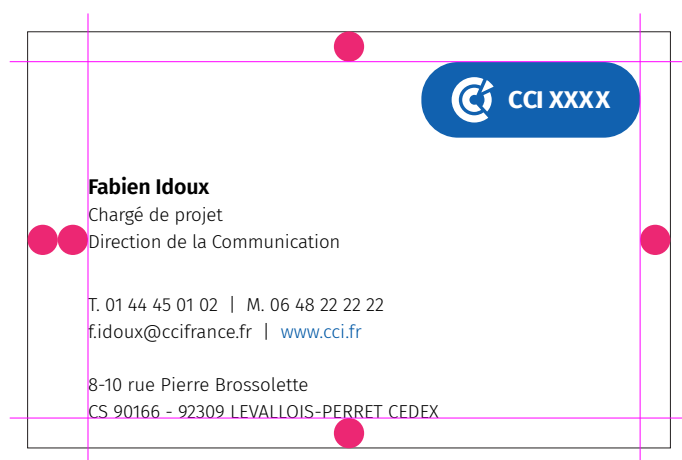 CCI XXXX
Fabien Idoux
Chargé de projet
Direction de la Communication
T. 01 44 45 01 02 | M. 06 48 22 22 22
f.idoux@ccifrance.fr | www.cci.fr
8-10 rue Pierre Brossolette
CS 90166 - 92309 LEVALLOIS-PERRET CEDEX